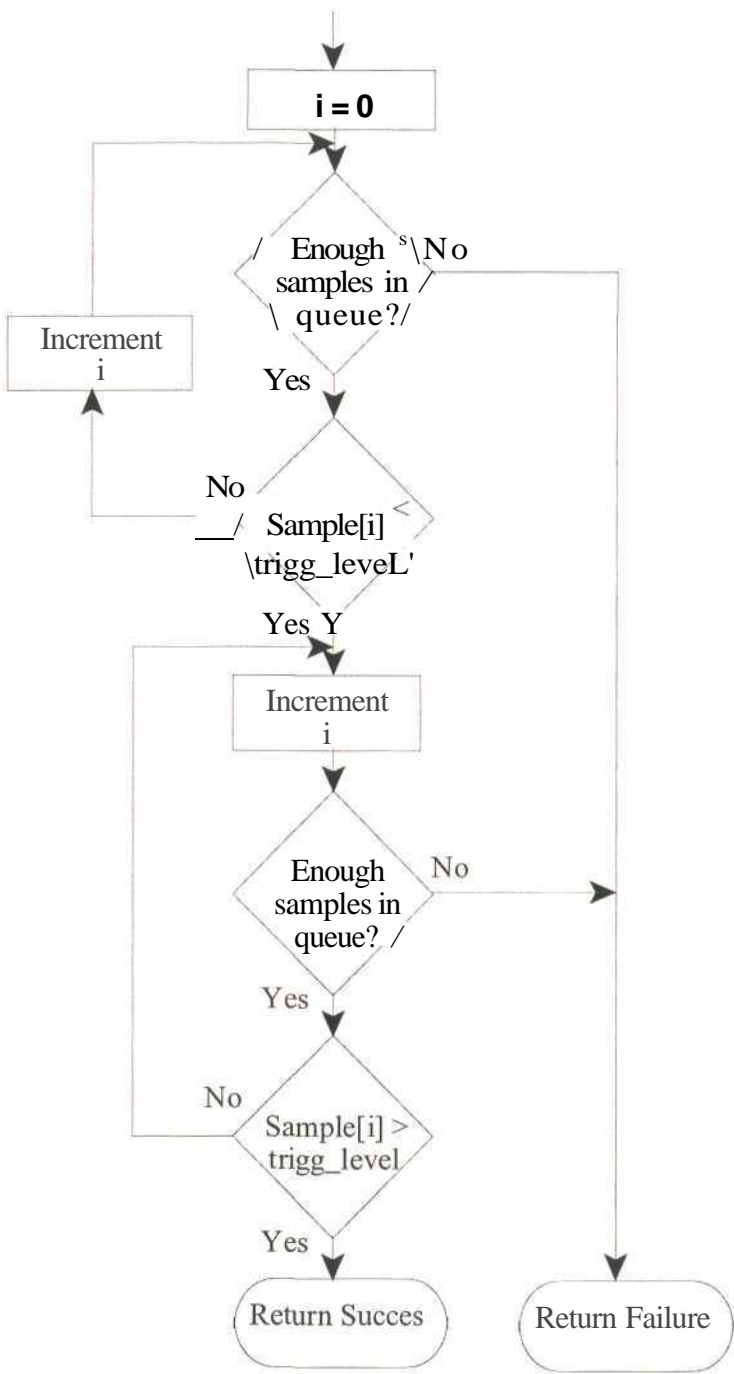 i = 0
/ Enough s\No
samples in /
\ queue?/
Increment
i
Yes
No
__/ Sample[i] <
\trigg_leveL'
Yes Y
Increment
i
Enough
samples in
queue? /
No
Yes
No
Sample[i] >
trigg_level
Yes
Return Succes
Return Failure